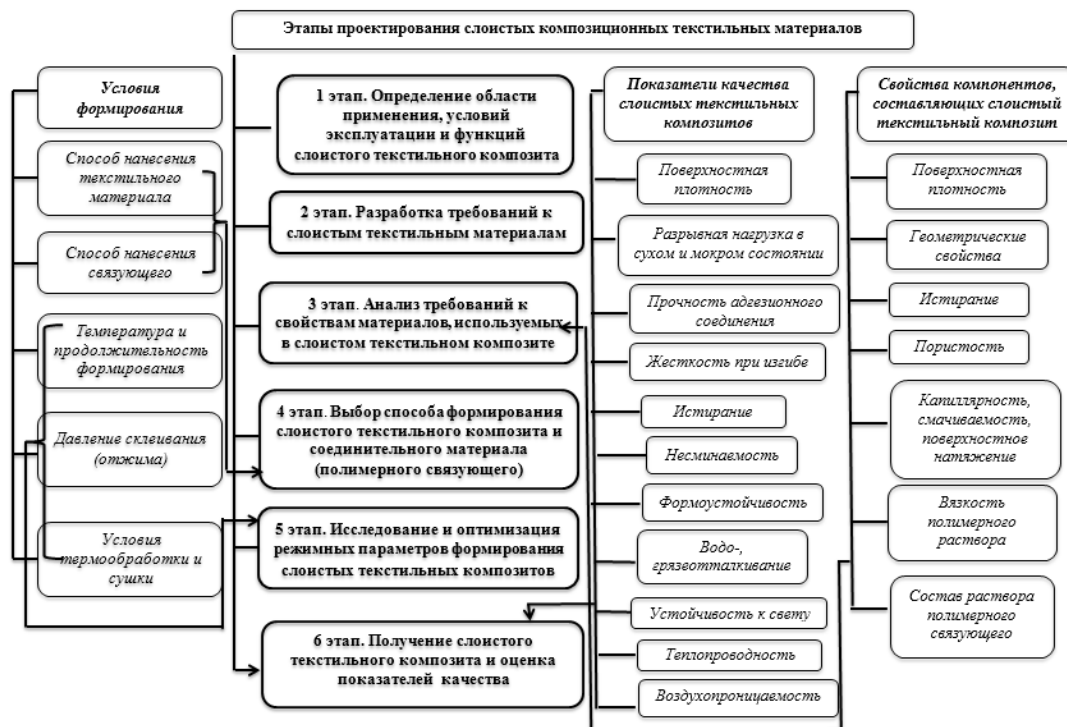 Этапы проектирования слоистых композиционных текстильных материалов
Условия
формирования
Способ нанесения
текстильного
материала
Способ нанесения
связующего
Температура и
продолжительность
формирования
Давление склеивания
(отжима)
Условия
термообработки и
сушки
1 этап. Определение области
применения, условий
эксплуатации и функций
слоистого текстильного композита
2 этап. Разработка требований к
слоистым текстильным материалам
3 этап. Анализ требований к
свойствам материалов, используемых
в слоистом текстильном композите
4 этап. Выбор способа формирования
слоистого текстильного композита и
соединительного материала
(полимерного связующего)
5 этап. Исследование и оптимизация
режимных параметров формирования
слоистых текстильных композитов
6 этап. Получение слоистого
текстильного композита и оценка
показателей качества
Показатели качества
слоистых текстильных
композитов
Поверхностная
плотность
Разрывная нагрузка в
сухом и мокром состоянии
Прочность адгезионного
соединения
Жесткость при изгибе
Истирание
Несминаемость
Формоустойчивость
Водо-,
грязеотталкивание
Устойчивость к свету
Теплопроводность
Воздухопроницаемость
Свойства компонентов,
составляющих слоистый
текстильный композит
Поверхностная
плотность
Геометрические
свойства
Истирание
Пористость
Капиллярность,
смачиваемость,
поверхностное
натяжение
Вязкость
полимерного
раствора
Состав раствора
полимерного
связующего